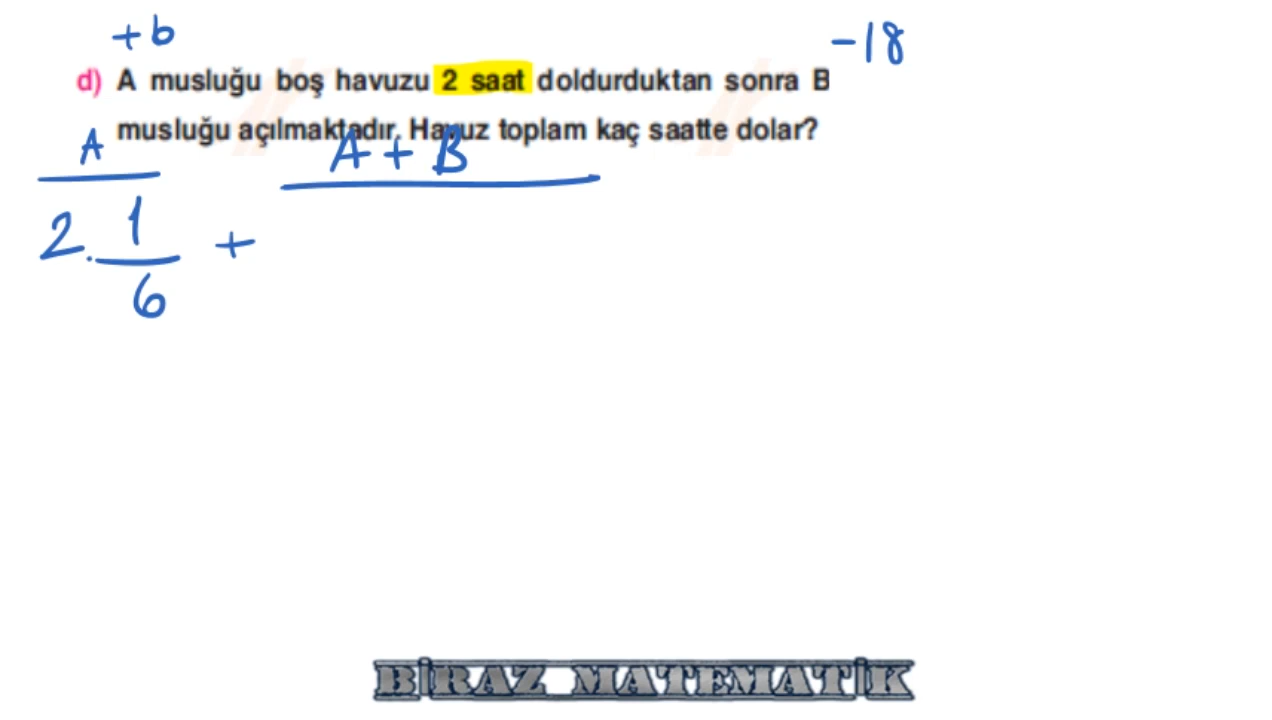 +6
-18
d) A musluğu boş havuzu 2 saat doldurduktan sonra B
musluğu açılmaktadır. Havuz toplam kaç saatte dolar?
A
A + B
2. 1 +
6
BİRAZ MATEMATİK